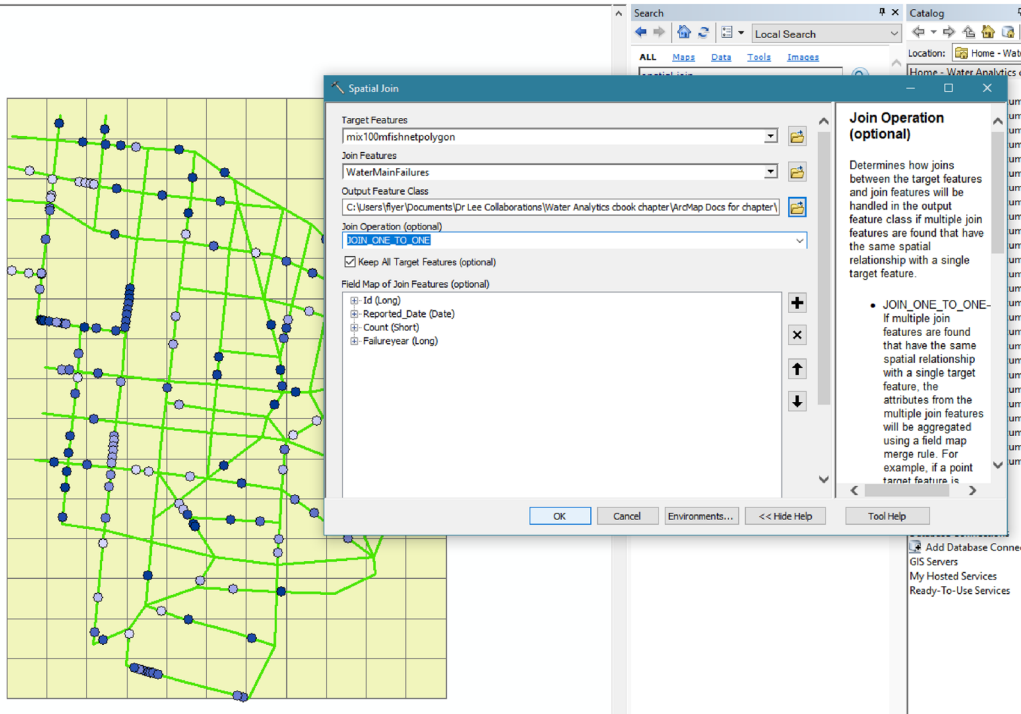 Search
Catalog
Local Search
Location:
Home - Wate
ALL Maps Data Tools Images
spatial join
Home - Water Analytics
Spatial Join
Target Features
mix100mfishnetpolygon
Join Features
WaterMainFailures
Output Feature Class
C:\Users\flyer\Documents\Dr Lee Collaborations\Water Analytics cbook chapter\ArcMap Docs for chapter\
Join Operation (optional)
JOIN_ONE_TO_ONE
Keep All Target Features (optional)
Field Map of Join Features (optional)
Id (Long)
Reported_Date (Date)
Count (Short)
Failureyear (Long)
OK
Cancel
Environments...
<< Hide Help
Tool Help
Join Operation
(optional)
Determines how joins
between the target features
and join features will be
handled in the output
feature class if multiple join
features are found that have
the same spatial
relationship with a single
target feature.
• JOIN_ONE_TO_ONE-
If multiple join
features are found
that have the same
spatial relationship
with a single target
feature, the
attributes from the
multiple join features
will be aggregated
using a field map
merge rule. For
example, if a point
target feature is
Add Database Conne
GIS Servers
My Hosted Services
Ready-To-Use Services